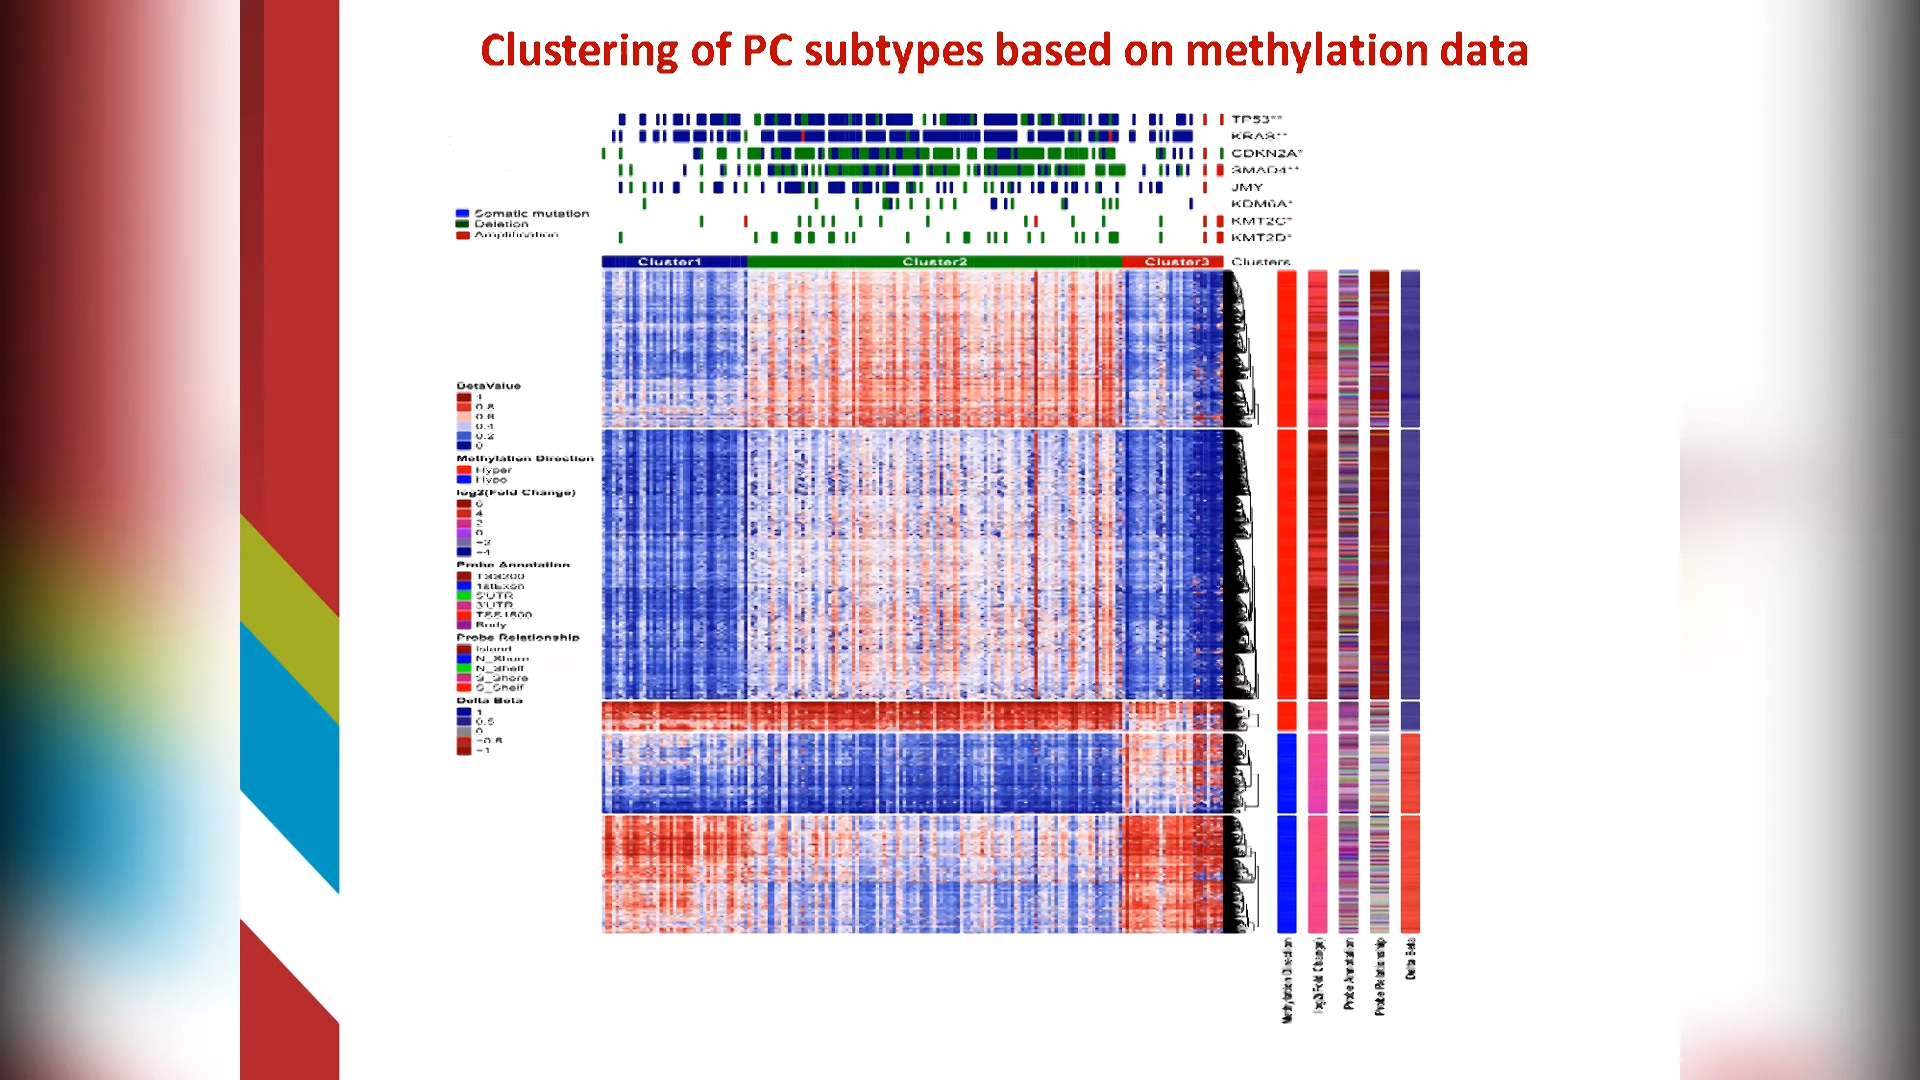 Clustering of PC subtypes based on methylation data
TP53**
KRAS**
CDKN2A*
SMAD4**
JMY
KDM6A*
KMT2C*
KMT2D*
Somatic mutation
Deletion
Amplification
Cluster1
Cluster2
Cluster3
Clusters
BetaValue
1
0.8
0.6
0.4
0.2
0
Methylation Direction
Hyper
Hypo
log2(Fold Change)
6
4
2
0
−2
−4
Probe Annotation
TSS200
1stExon
5'UTR
3'UTR
TSS1500
Body
Probe Relationship
Island
N_Shore
N_Shelf
S_Shore
S_Shelf
Delta Beta
1
0.5
0
−1
Methylation Direction
log2(Fold Change)
Probe Annotation
Probe Relationship
Delta Beta